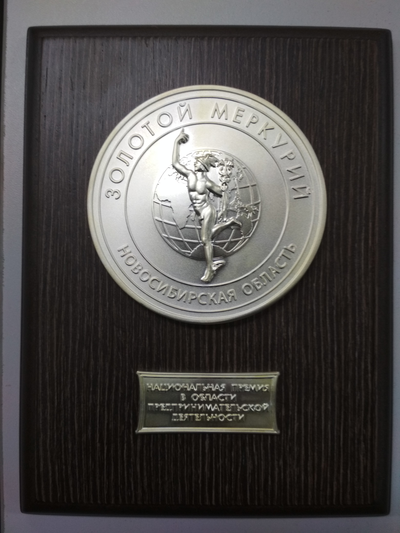 ЗОЛОТОЙ МЕРКУРИЙ
НОВОСИБИРСКАЯ ОБЛАСТЬ
НАЦИОНАЛЬНАЯ ПРЕМИЯ
В ОБЛАСТИ
ПРЕДПРИНИМАТЕЛЬСКОЙ
ДЕЯТЕЛЬНОСТИ